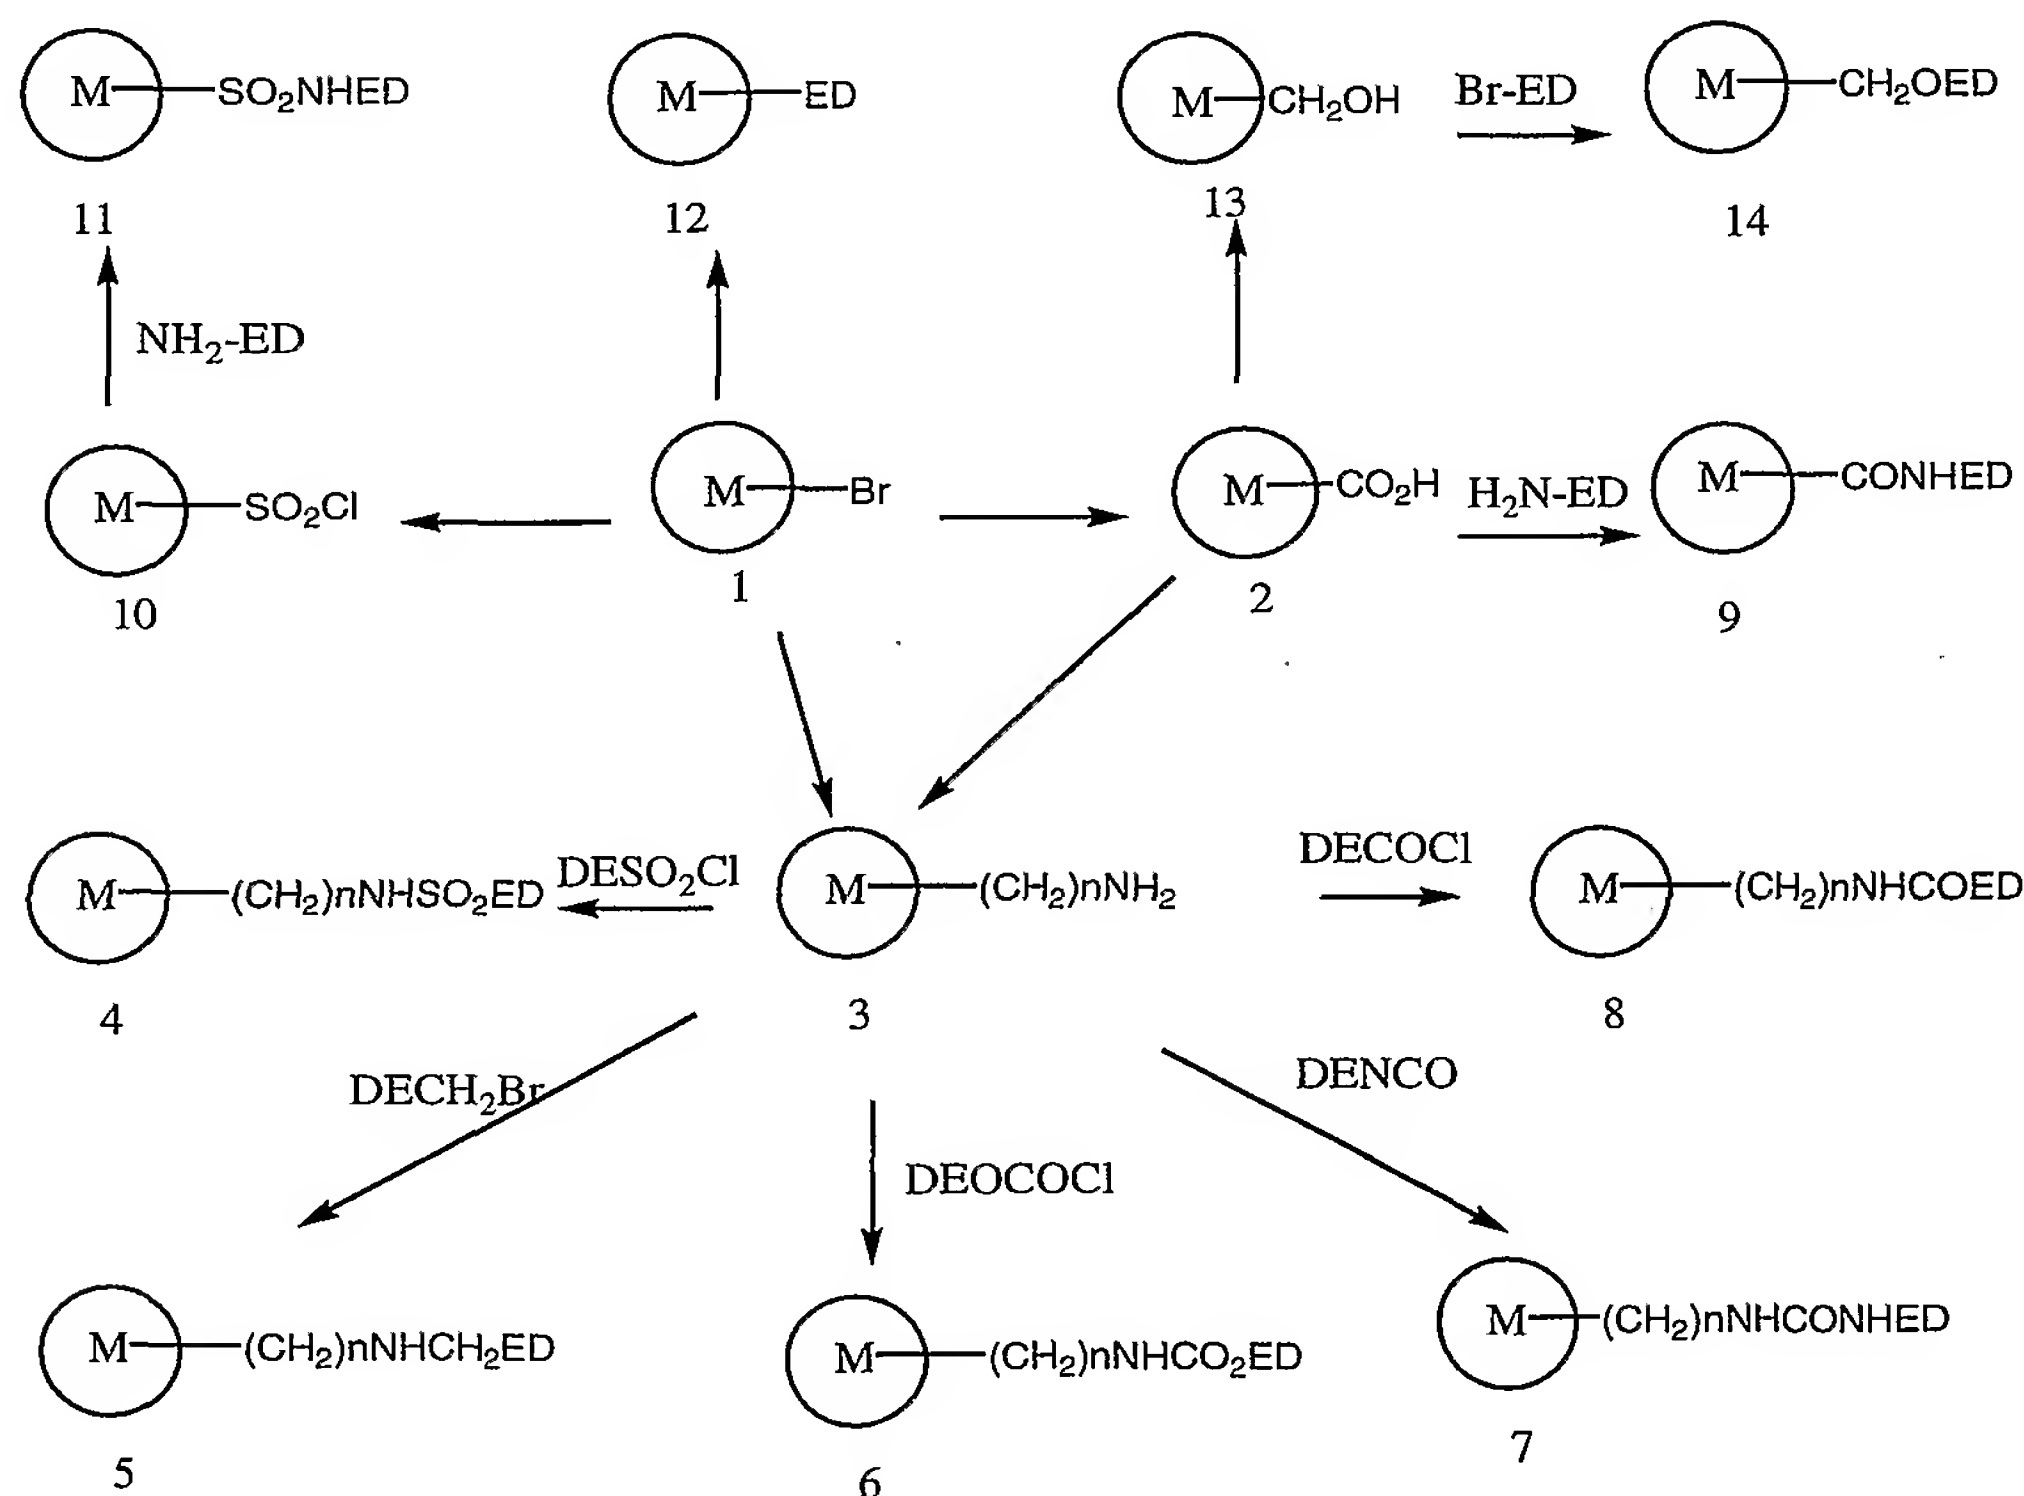 M—SO₂NHED
M—ED
M—CH₂OH
Br-ED
M—CH₂OED
11
12
13
14
NH₂-ED
M—SO₂Cl
M—Br
M—CO₂H
H₂N-ED
M—CONHED
10
1
2
9
M—(CH₂)nNHSO₂ED
DESO₂Cl
M—(CH₂)nNH₂
DECOCl
M—(CH₂)nNHCOED
4
3
8
DECH₂Br
DEOCOCl
DENCO
M—(CH₂)nNHCH₂ED
M—(CH₂)nNHCO₂ED
M—(CH₂)nNHCONHED
5
6
7